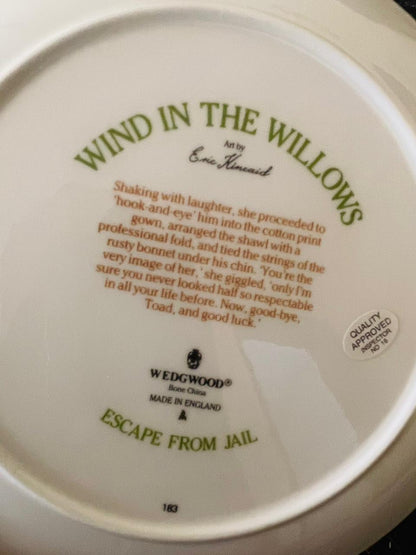 WIND IN THE WILLOWS
Art by
Eric Kincaid
Shaking with laughter, she proceeded to
'hook-and-eye' him into the cotton print
gown, arranged the shawl with a
professional fold, and tied the strings of the
rusty bonnet under his chin. 'You're the
very image of her,' she giggled, 'only I'm
sure you never looked half so respectable
in all your life before. Now, good-bye,
Toad, and good luck.'
QUALITY
APPROVED
INSPECTOR
NO 18
WEDGWOOD®
Bone China
MADE IN ENGLAND
A
ESCAPE FROM JAIL
183